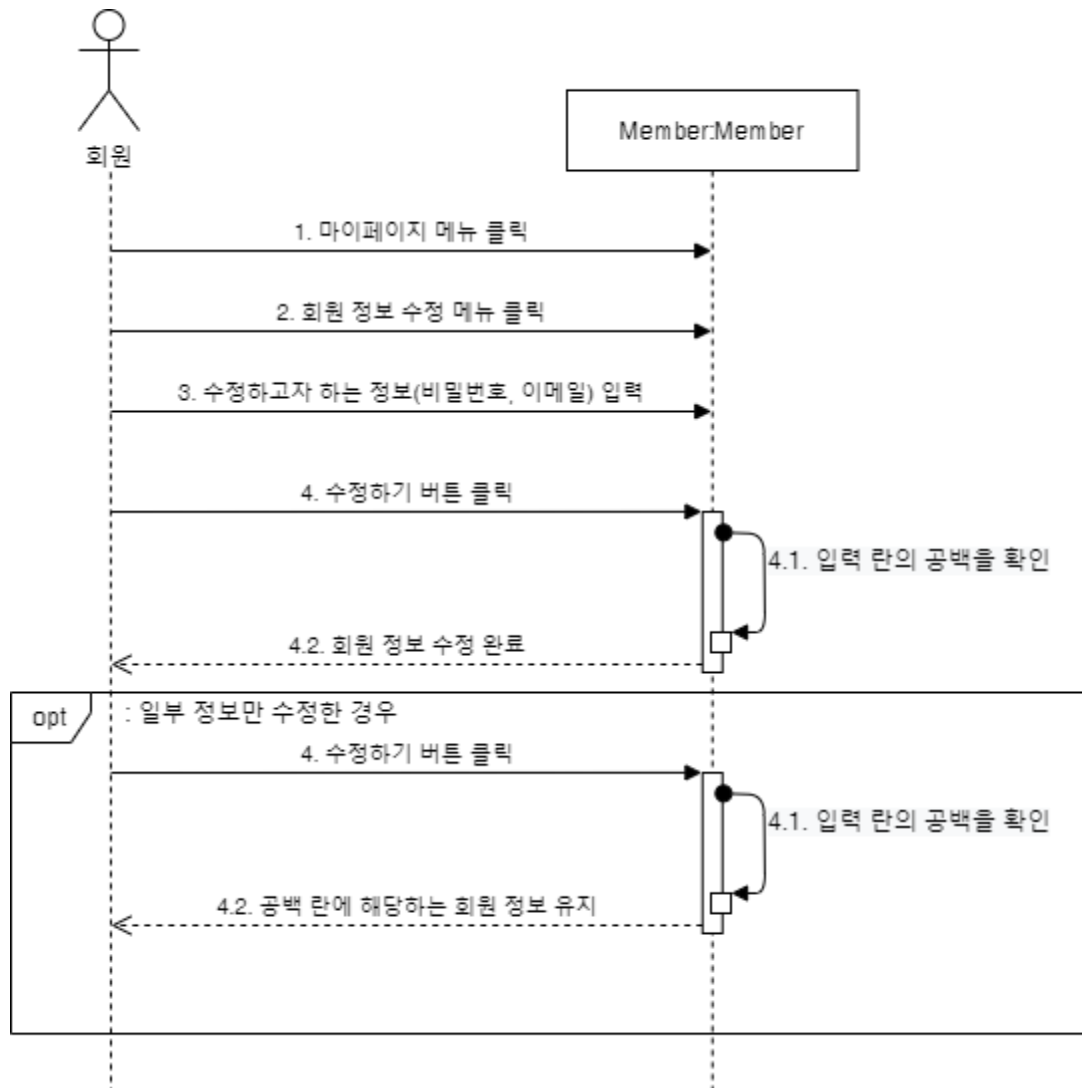 회원
Member:Member
1. 마이페이지 메뉴 클릭
2. 회원 정보 수정 메뉴 클릭
3. 수정하고자 하는 정보(비밀번호, 이메일) 입력
4. 수정하기 버튼 클릭
4.1. 입력 란의 공백을 확인
4.2. 회원 정보 수정 완료
opt : 일부 정보만 수정한 경우
4. 수정하기 버튼 클릭
4.1. 입력 란의 공백을 확인
4.2. 공백 란에 해당하는 회원 정보 유지